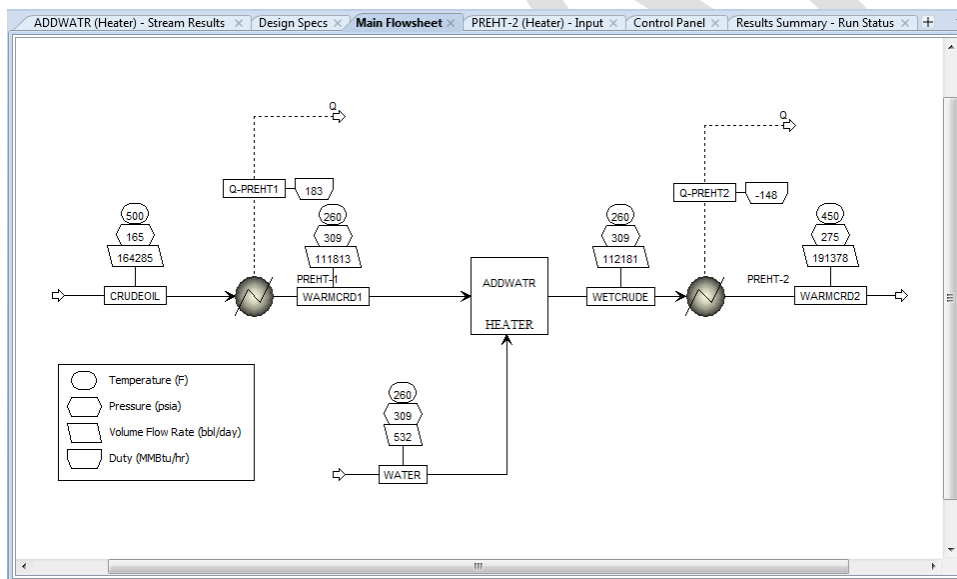 ADDWATR (Heater) - Stream Results
Design Specs
Main Flowsheet
PREHT-2 (Heater) - Input
Control Panel
Results Summary - Run Status
Q
Q
Q-PREHT1
183
Q-PREHT2
-148
500
165
164285
260
309
111813
260
309
112181
450
275
191378
PREHT-1
PREHT-2
CRUDEOIL
WARMCRD1
ADDWATR
HEATER
WETCRUDE
WARMCRD2
Temperature (F)
Pressure (psia)
Volume Flow Rate (bbl/day)
Duty (MMBtu/hr)
260
309
532
WATER